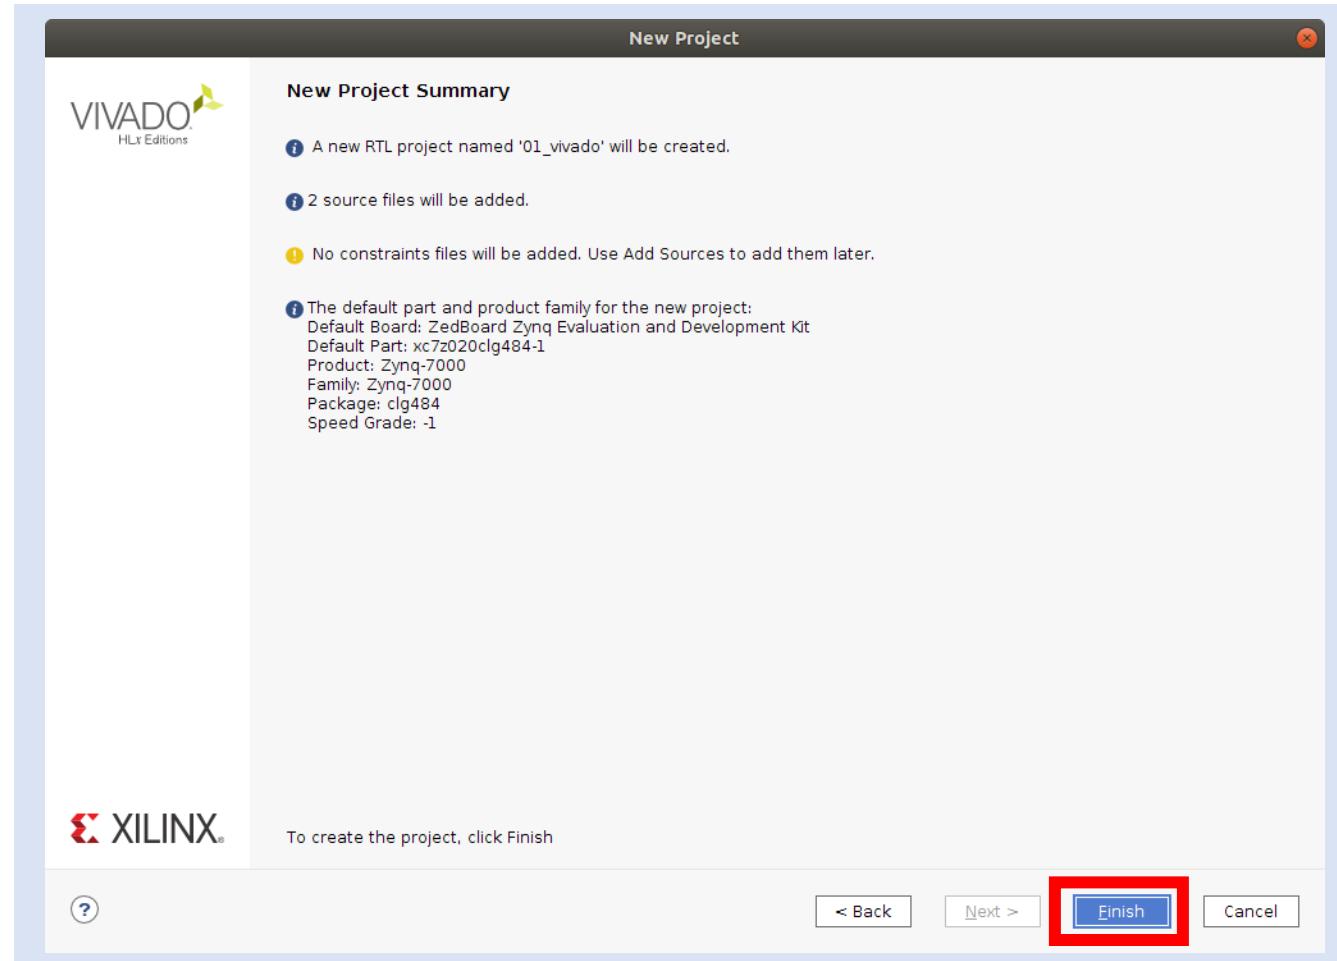 New Project
VIVADO.
HLx Editions
New Project Summary
A new RTL project named '01_vivado' will be created.
2 source files will be added.
No constraints files will be added. Use Add Sources to add them later.
The default part and product family for the new project:
Default Board: ZedBoard Zynq Evaluation and Development Kit
Default Part: xc7z020clg484-1
Product: Zynq-7000
Family: Zynq-7000
Package: clg484
Speed Grade: -1
XILINX
To create the project, click Finish
?
< Back
Next >
Finish
Cancel